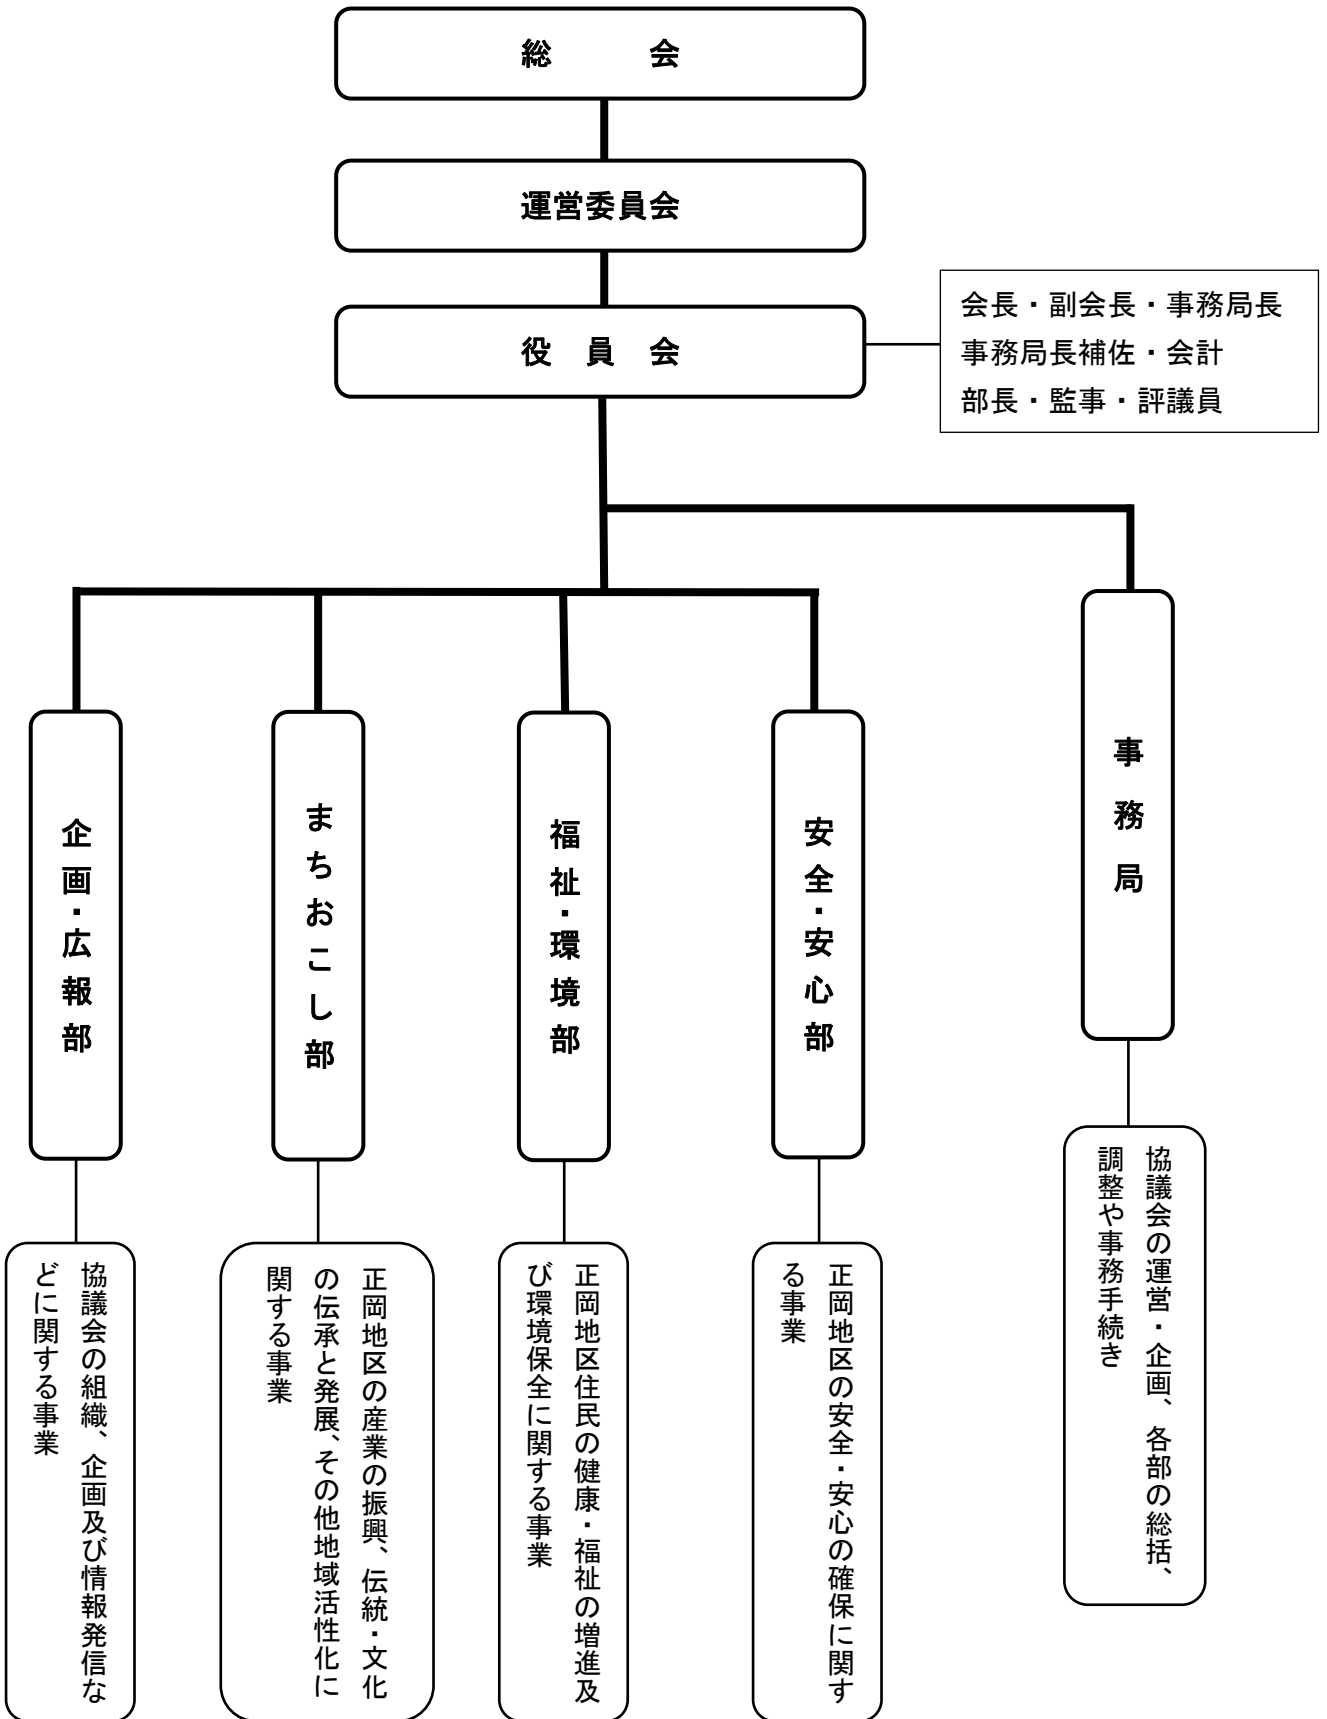 総　会
運営委員会
役員会
会長・副会長・事務局長
事務局長補佐・会計
部長・監事・評議員
企画・広報部
まちおこし部
福祉・環境部
安全・安心部
事務局
協議会の組織、企画及び情報発信な
どに関する事業
正岡地区の産業の振興、伝統・文化
の伝承と発展、その他地域活性化に
関する事業
正岡地区住民の健康・福祉の増進及
び環境保全に関する事業
正岡地区の安全・安心の確保に関す
る事業
協議会の運営・企画、各部の総括、
調整や事務手続き